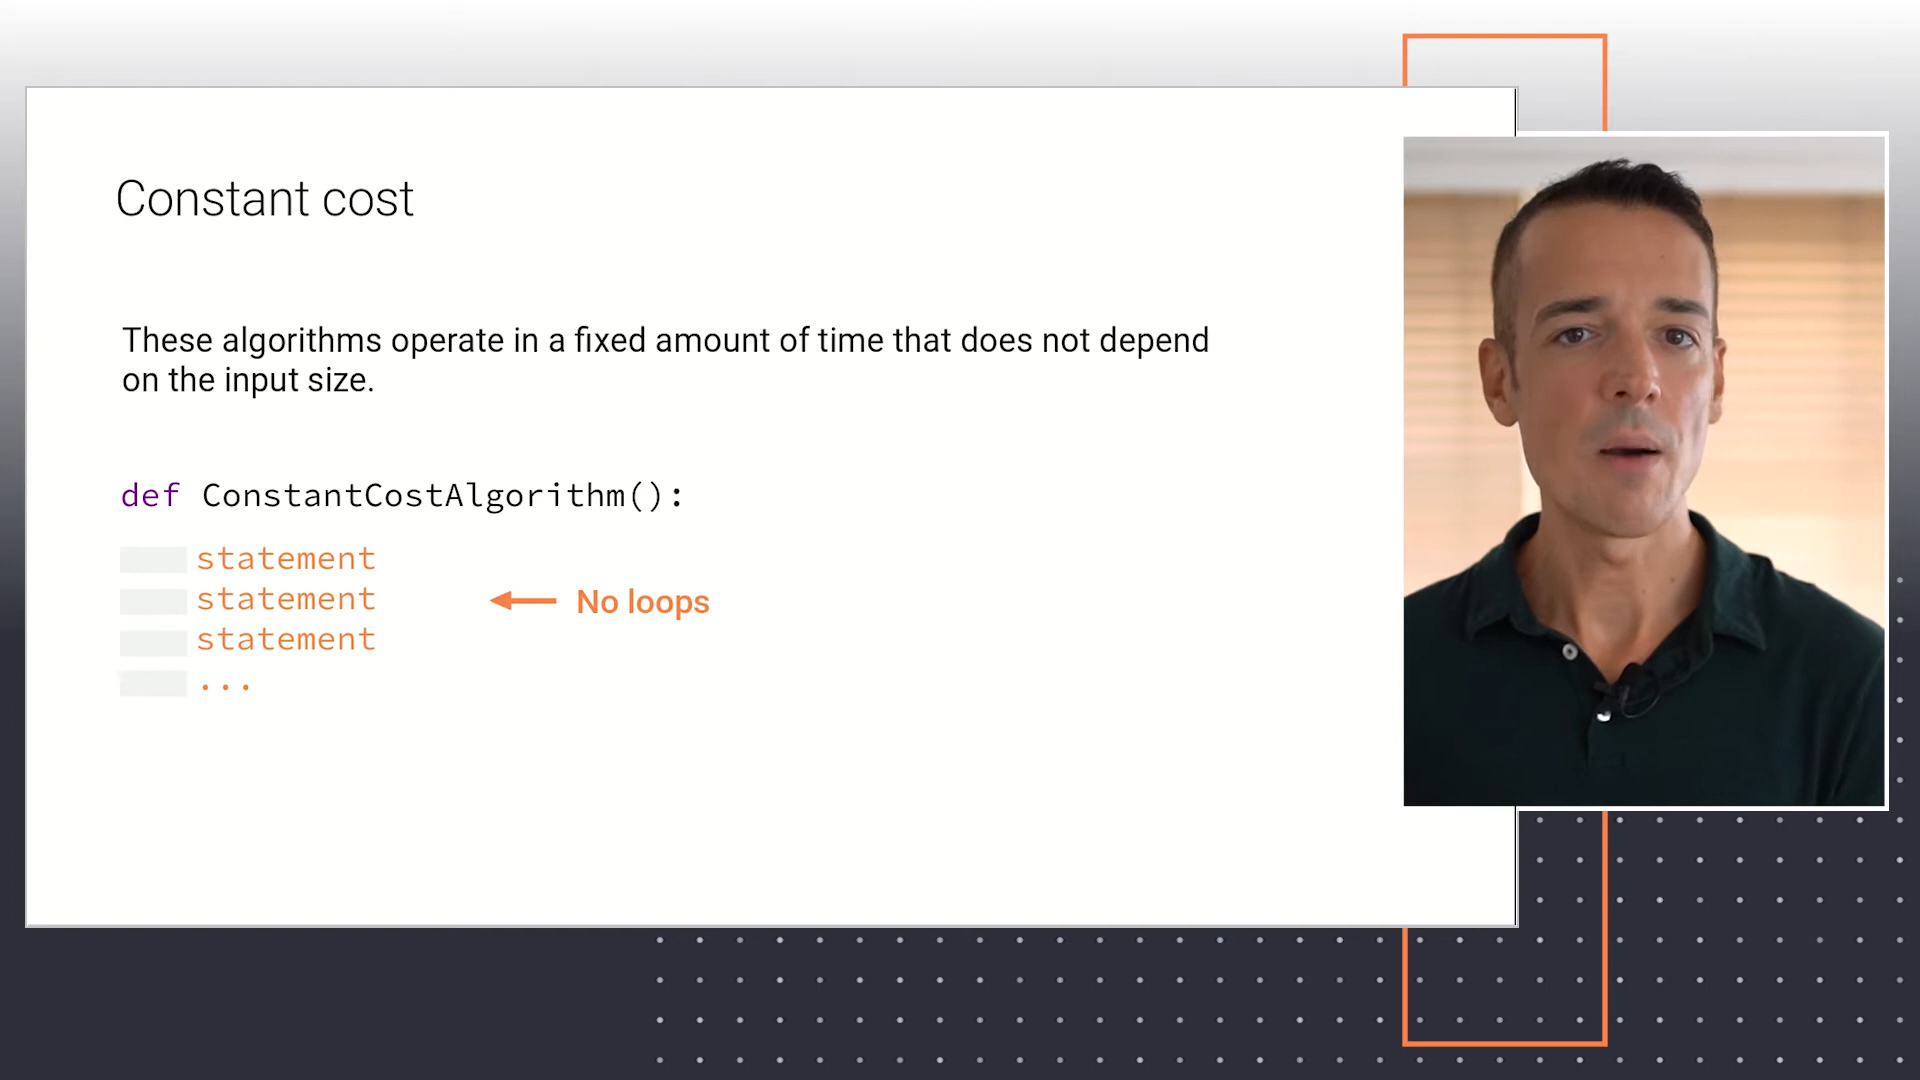 Constant cost
These algorithms operate in a fixed amount of time that does not depend
on the input size.
def ConstantCostAlgorithm():
statement
statement
No loops
statement
...